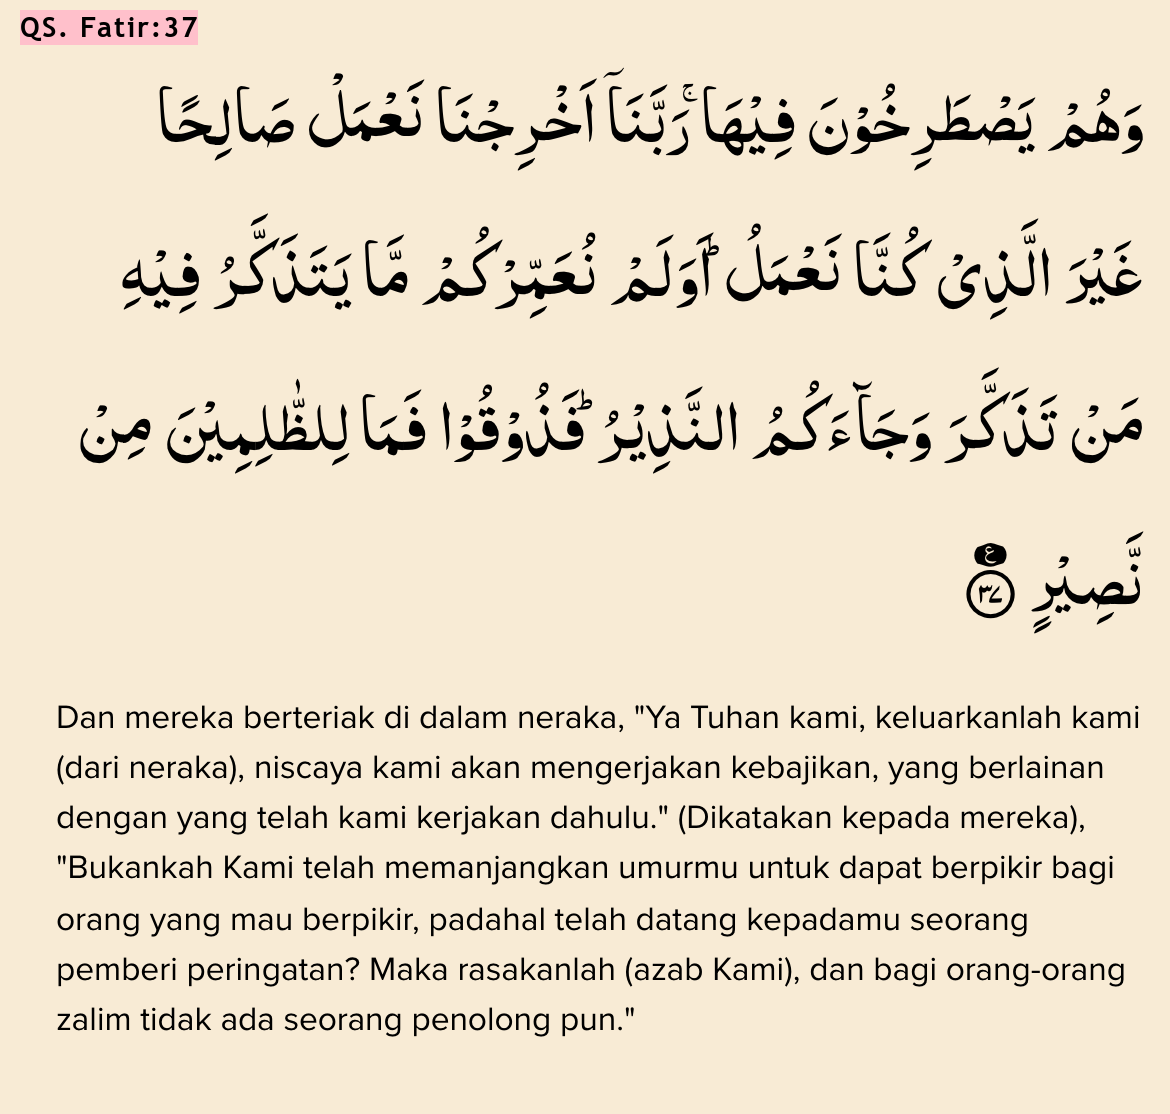 QS. Fatir:37
وَهُمْ يَصْطَرِخُوْنَ فِيْهَاۚ رَبَّنَآ اَخْرِجْنَا نَعْمَلْ صَالِحًا
غَيْرَ الَّذِيْ كُنَّا نَعْمَلُۗ اَوَلَمْ نُعَمِّرْكُمْ مَّا يَتَذَكَّرُ فِيْهِ
مَنْ تَذَكَّرَ وَجَاۤءَكُمُ النَّذِيْرُۗ فَذُوْقُوْا فَمَا لِلظّٰلِمِيْنَ مِنْ
نَّصِيْرٍ ࣖ ٣٧
Dan mereka berteriak di dalam neraka, "Ya Tuhan kami, keluarkanlah kami
(dari neraka), niscaya kami akan mengerjakan kebajikan, yang berlainan
dengan yang telah kami kerjakan dahulu." (Dikatakan kepada mereka),
"Bukankah Kami telah memanjangkan umurmu untuk dapat berpikir bagi
orang yang mau berpikir, padahal telah datang kepadamu seorang
pemberi peringatan? Maka rasakanlah (azab Kami), dan bagi orang-orang
zalim tidak ada seorang penolong pun."